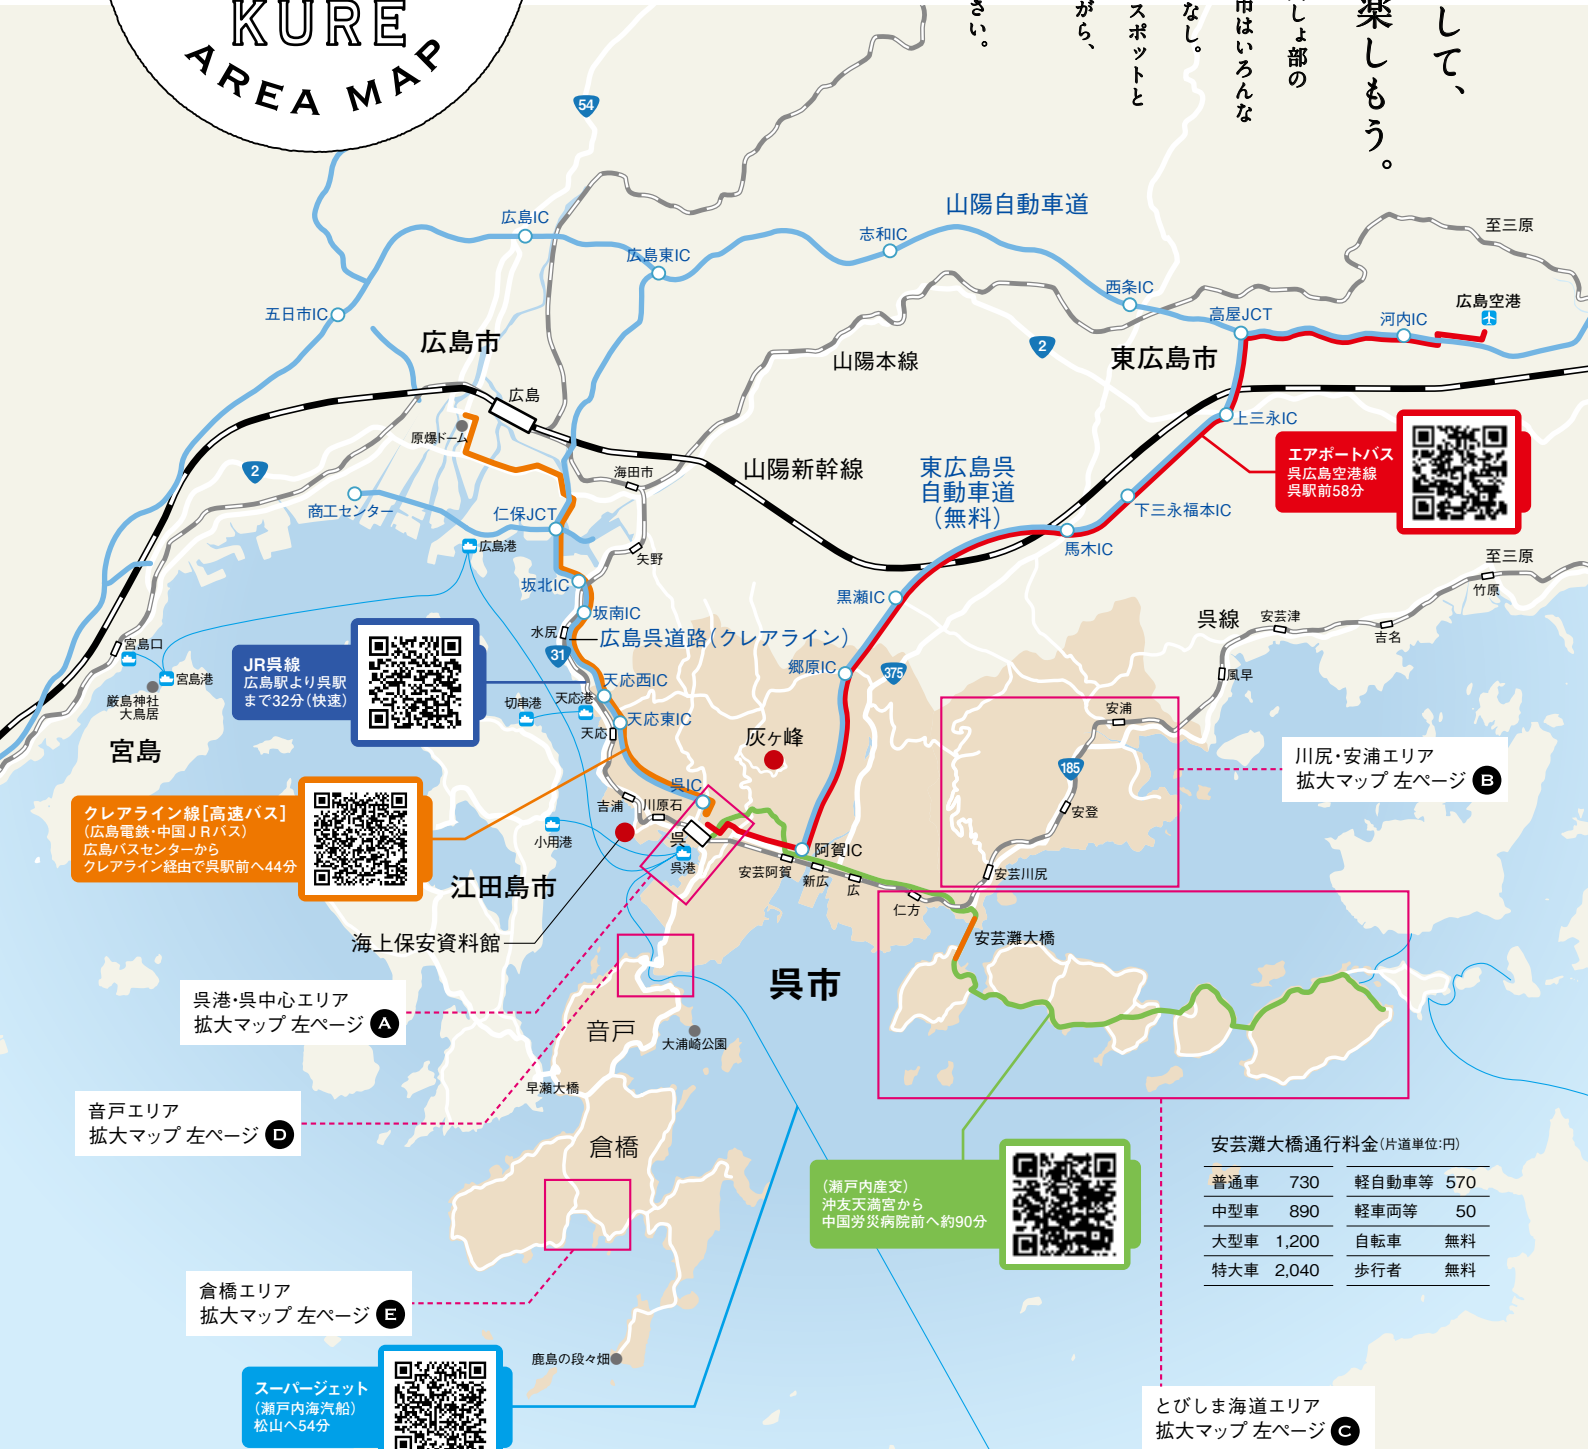 KURE
AREA MAP
して、
楽しもう。
しょ部の
市はいろんな
なし。
スポットと
がら、
さい。
54
広島IC
広島東IC
志和IC
山陽自動車道
至三原
五日市IC
西条IC
高屋JCT
河内IC
広島空港
広島市
2
東広島市
山陽本線
広島
原爆ドーム
上三永IC
エアポートバス
呉広島空港線
呉駅前58分
2
海田市
山陽新幹線
東広島呉
自動車道
（無料）
商工センター
仁保JCT
下三永福本IC
広島港
馬木IC
矢野
至三原
坂北IC
竹原
黒瀬IC
坂南IC
呉線
安芸津
吉名
水尻
広島呉道路（クレアライン）
宮島口
31
JR呉線
広島駅より呉駅
まで32分（快速）
郷原IC
375
風早
宮島港
厳島神社
大鳥居
天応西IC
切串港
天応港
安浦
天応東IC
天応
灰ヶ峰
宮島
川尻・安浦エリア
拡大マップ 左ページ B
185
呉IC
クレアライン線［高速バス］
（広島電鉄・中国JRバス）
広島バスセンターから
クレアライン経由で呉駅前へ44分
吉浦
川原石
安登
小用港
呉
阿賀IC
呉港
安芸阿賀
新広
広
安芸川尻
江田島市
仁方
海上保安資料館
安芸灘大橋
呉市
呉港・呉中心エリア
拡大マップ 左ページ A
音戸
大浦崎公園
早瀬大橋
音戸エリア
拡大マップ 左ページ D
倉橋
安芸灘大橋通行料金（片道単位：円）
普通車 730 軽自動車等 570
中型車 890 軽車両等 50
大型車 1,200 自転車 無料
特大車 2,040 歩行者 無料
（瀬戸内産交）
沖友天満宮から
中国労災病院前へ約90分
倉橋エリア
拡大マップ 左ページ E
鹿島の段々畑
スーパージェット
（瀬戸内海汽船）
松山へ54分
とびしま海道エリア
拡大マップ 左ページ C